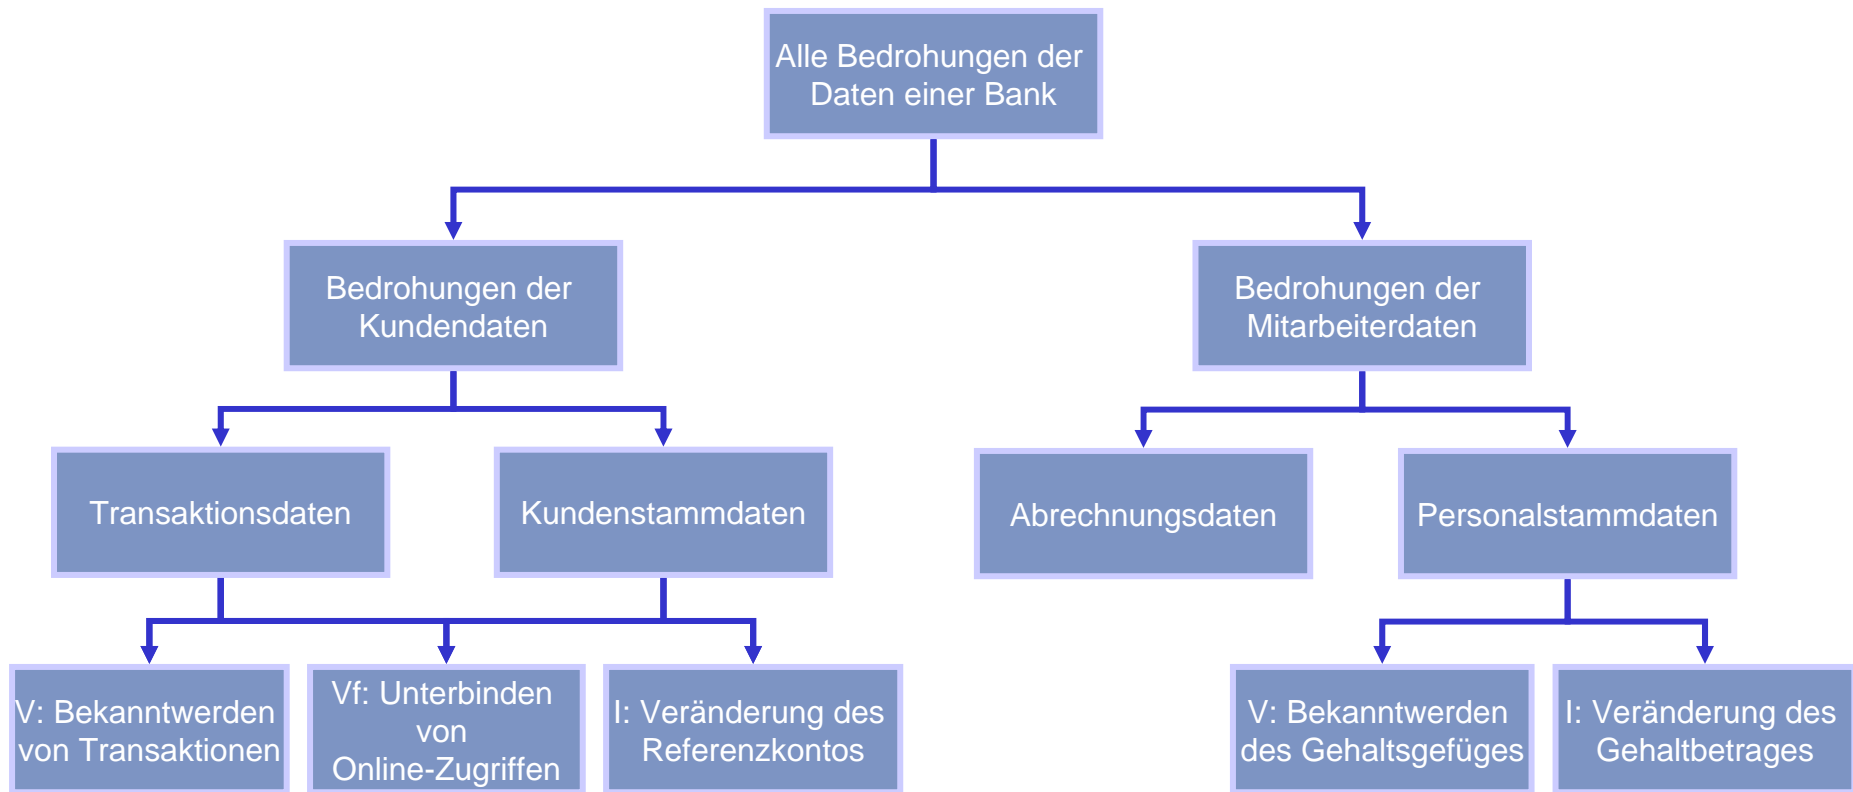 Alle Bedrohungen der
Daten einer Bank
Bedrohungen der
Kundendaten
Bedrohungen der
Mitarbeiterdaten
Transaktionsdaten
Kundenstammdaten
Abrechnungsdaten
Personalstammdaten
V: Bekanntwerden
von Transaktionen
Vf: Unterbinden
von
Online-Zugriffen
I: Veränderung des
Referenzkontos
V: Bekanntwerden
des Gehaltsgefüges
I: Veränderung des
Gehaltbetrages